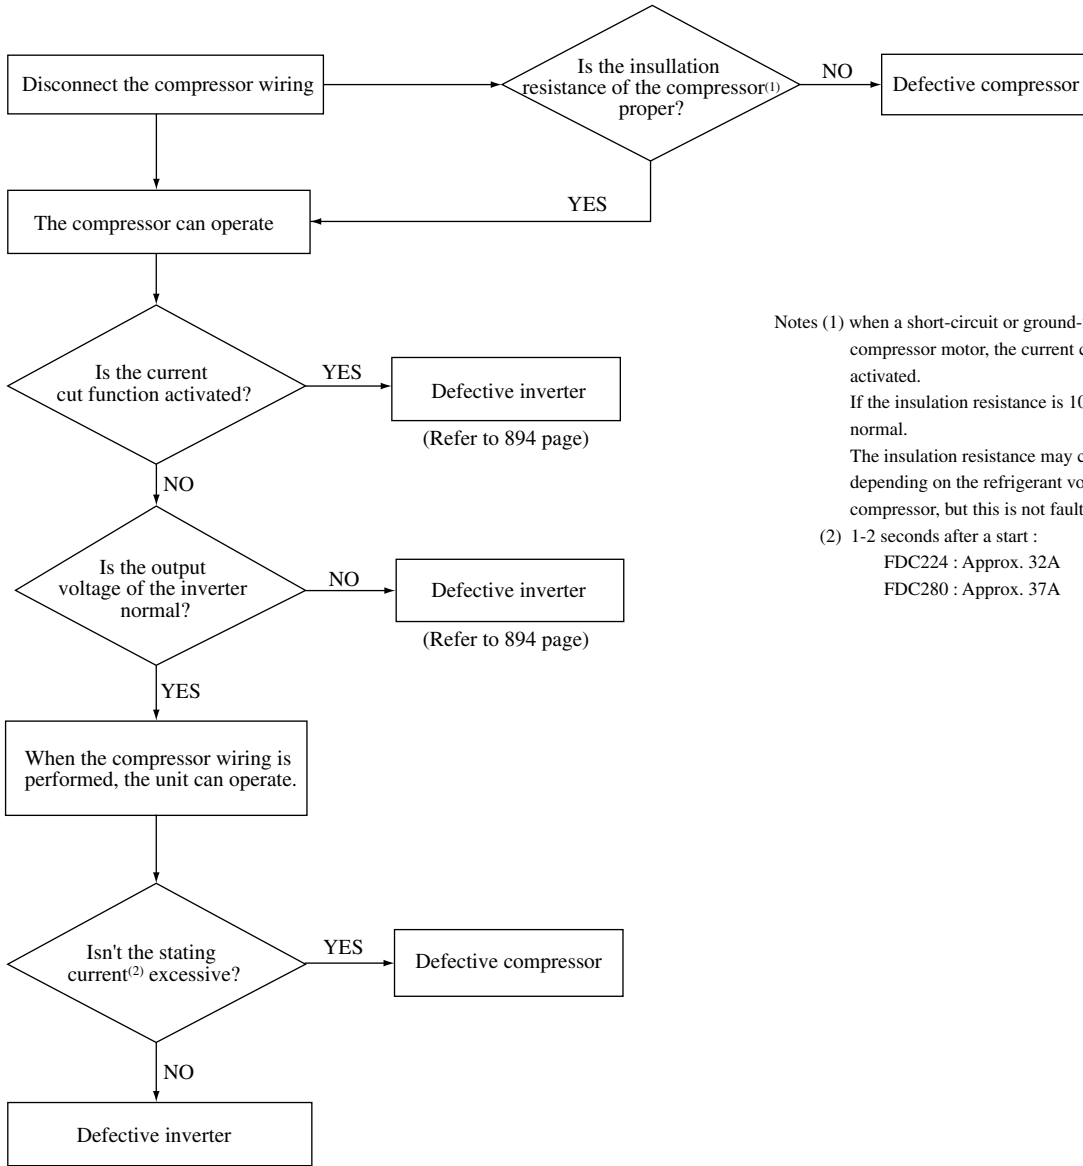 Disconnect the compressor wiring
Is the insullation
resistance of the compressor(1)
proper?
NO
Defective compressor
YES
The compressor can operate
Is the current
cut function activated?
YES
Defective inverter
(Refer to 894 page)
NO
Is the output
voltage of the inverter
normal?
NO
Defective inverter
(Refer to 894 page)
YES
When the compressor wiring is
performed, the unit can operate.
Isn't the stating
current(2) excessive?
YES
Defective compressor
NO
Defective inverter
Notes (1) when a short-circuit or ground-
compressor motor, the current
activated.
If the insulation resistance is
normal.
The insulation resistance may
depending on the refrigerant
compressor, but this is not
(2) 1-2 seconds after a start :
FDC224 : Approx. 32A
FDC280 : Approx. 37A